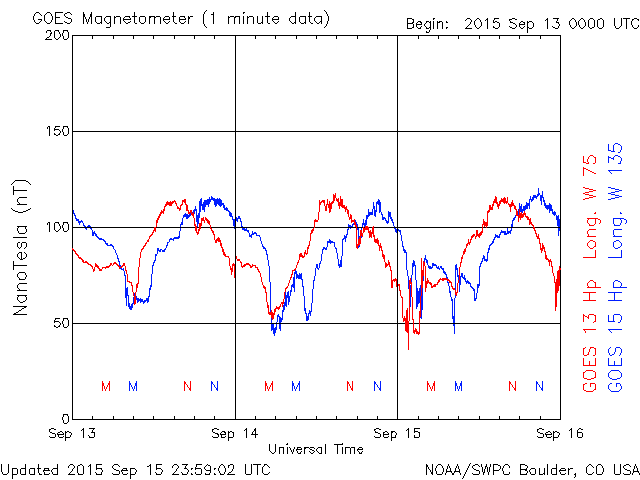 GOES Magnetometer (1 minute data)
Begin: 2015 Sep 13 0000 UTC
200
150
100
50
0
NanoTesla (nT)
M M N N M M N N M M N N
Sep 13 Sep 14 Sep 15 Sep 16
Universal Time
GOES 13 Hp Long. W 75
GOES 15 Hp Long. W 135
Updated 2015 Sep 15 23:59:02 UTC
NOAA/SWPC Boulder, CO USA